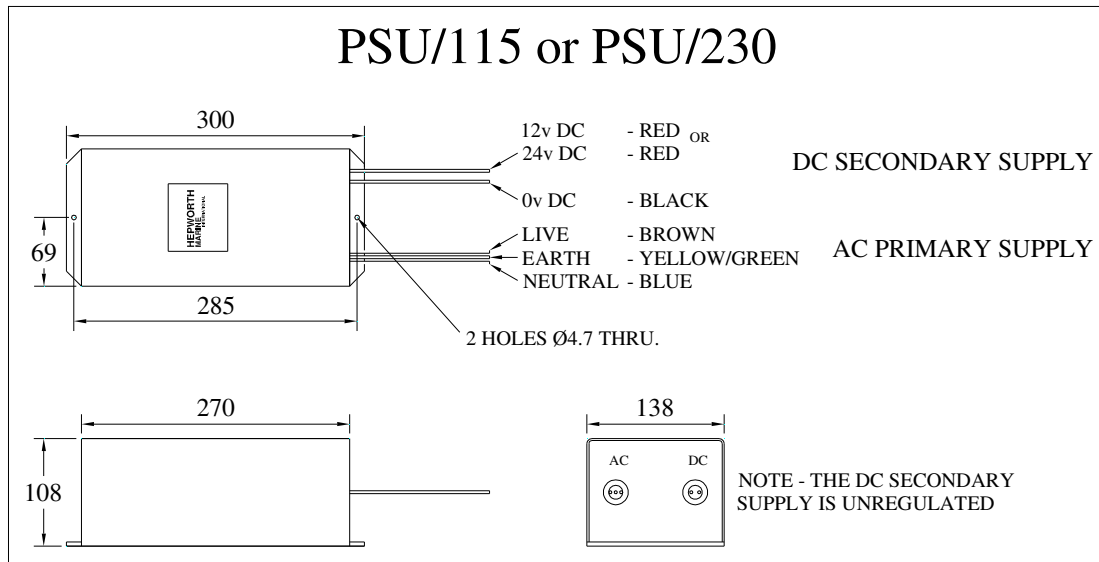 PSU/115 or PSU/230
300
12v DC - RED OR
24v DC - RED
DC SECONDARY SUPPLY
0v DC - BLACK
HEPWORTH
MARINE
INTERNATIONAL
69
LIVE - BROWN
EARTH - YELLOW/GREEN
AC PRIMARY SUPPLY
NEUTRAL - BLUE
285
2 HOLES Ø4.7 THRU.
270
138
108
AC DC
NOTE - THE DC SECONDARY
SUPPLY IS UNREGULATED